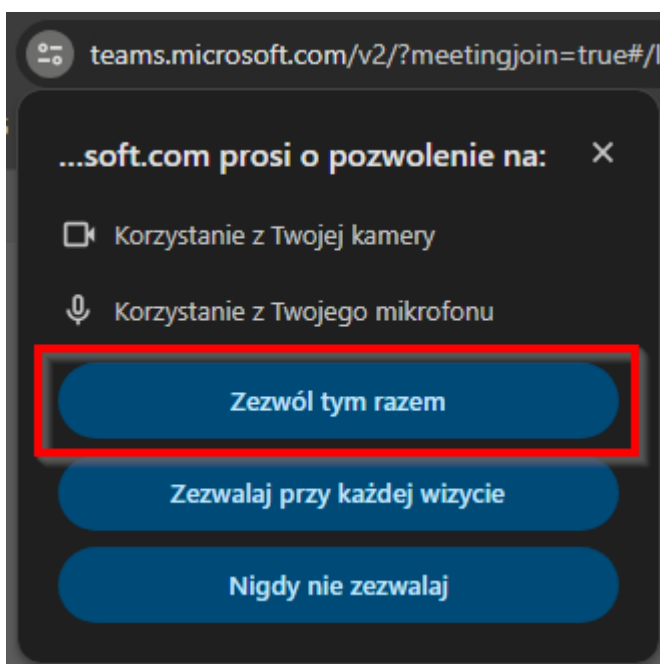 teams.microsoft.com/v2/?meetingjoin=true#/l
...soft.com prosi o pozwolenie na:
Korzystanie z Twojej kamery
Korzystanie z Twojego mikrofonu
Zezwól tym razem
Zezwalaj przy każdej wizycie
Nigdy nie zezwalaj